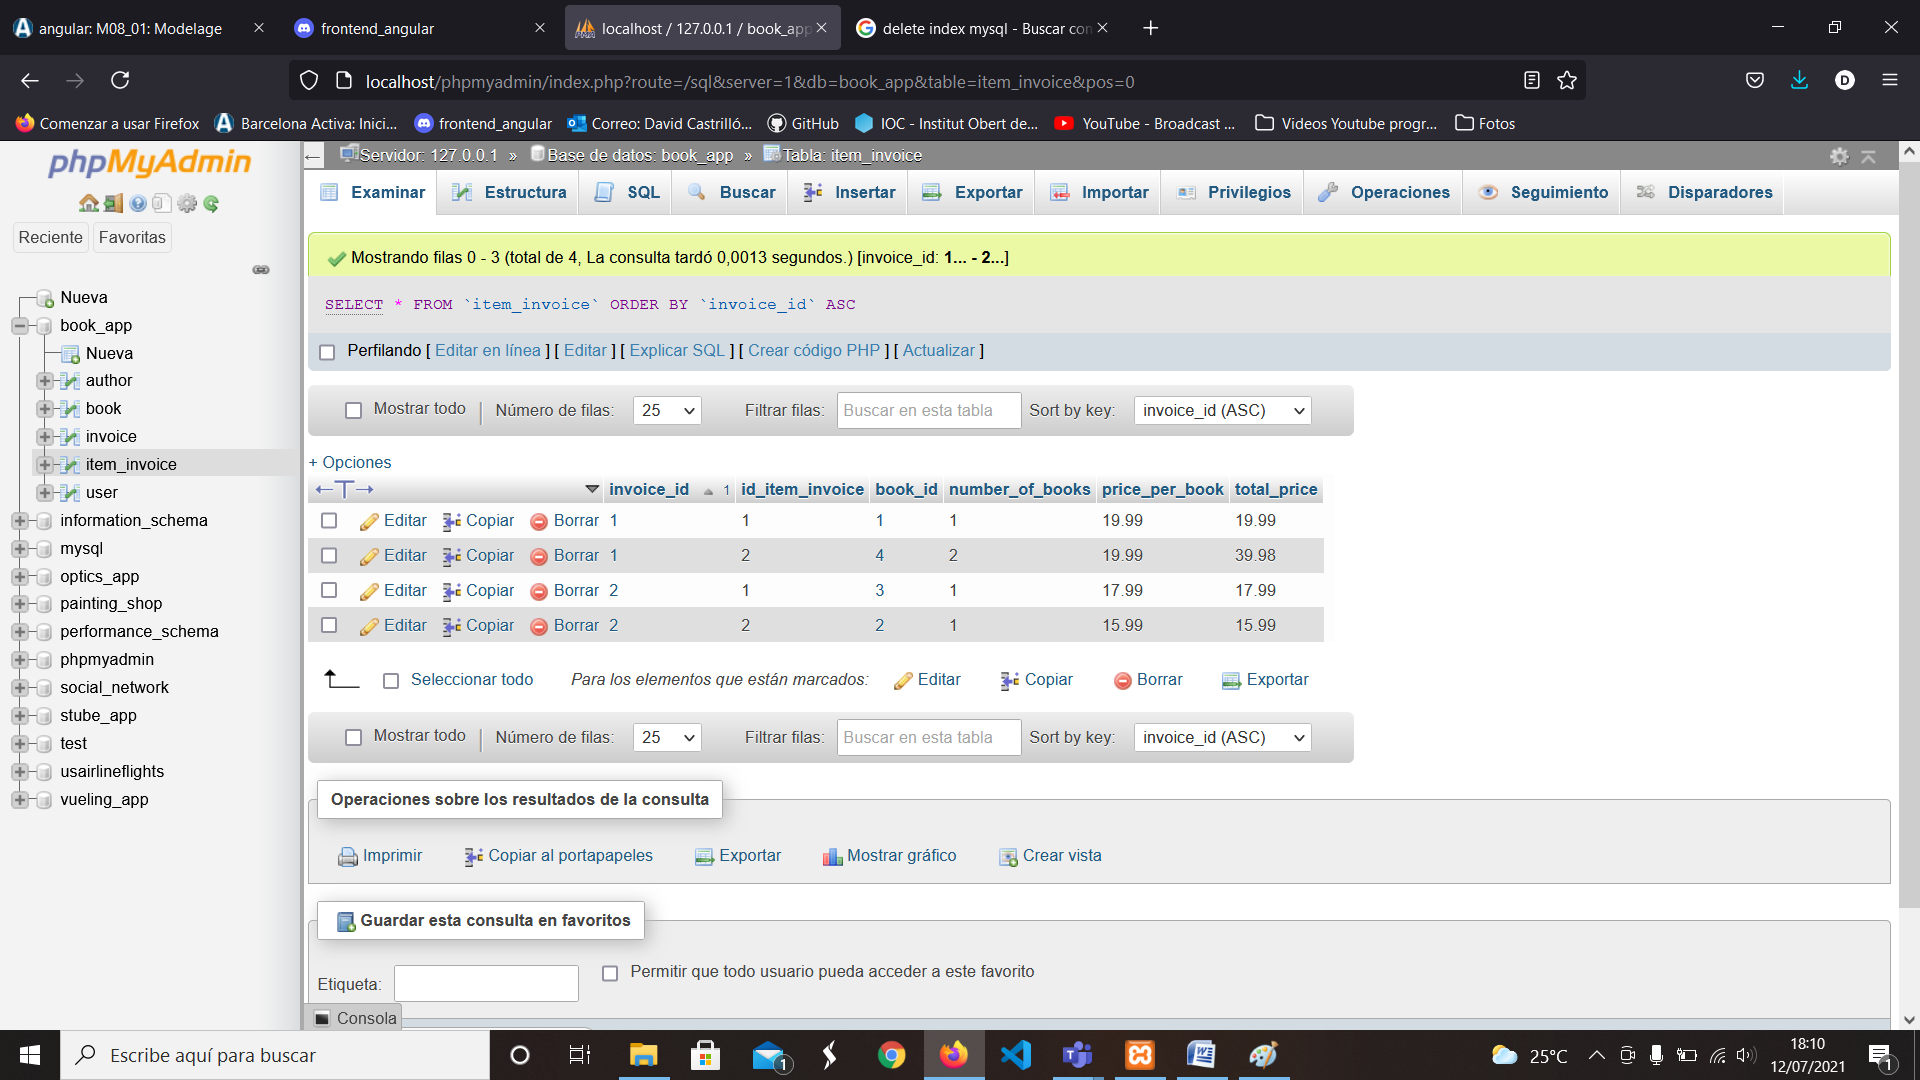 angular: M08_01: Modelage
frontend_angular
localhost / 127.0.0.1 / book_app
delete index mysql - Buscar con
localhost/phpmyadmin/index.php?route=/sql&server=1&db=book_app&table=item_invoice&pos=0
D
Comenzar a usar Firefox
Barcelona Activa: Inici...
frontend_angular
Correo: David Castrilló...
GitHub
IOC - Institut Obert de...
YouTube - Broadcast ...
Videos Youtube progr...
Fotos
phpMyAdmin
Reciente
Favoritas
Nueva
book_app
Nueva
author
book
invoice
item_invoice
user
information_schema
mysql
optics_app
painting_shop
performance_schema
phpmyadmin
social_network
stube_app
test
usairlineflights
vueling_app
Servidor: 127.0.0.1 » Base de datos: book_app » Tabla: item_invoice
Examinar
Estructura
SQL
Buscar
Insertar
Exportar
Importar
Privilegios
Operaciones
Seguimiento
Disparadores
Mostrando filas 0 - 3 (total de 4, La consulta tardó 0,0013 segundos.) [invoice_id: 1... - 2...]
SELECT * FROM `item_invoice` ORDER BY `invoice_id` ASC
Perfilando [ Editar en línea ] [ Editar ] [ Explicar SQL ] [ Crear código PHP ] [ Actualizar ]
Mostrar todo | Número de filas: 25 Filtrar filas: Buscar en esta tabla Sort by key: invoice_id (ASC)
+ Opciones
←T→ invoice_id 1 id_item_invoice book_id number_of_books price_per_book total_price
Editar Copiar Borrar 1 1 1 1 19.99 19.99
Editar Copiar Borrar 1 2 4 2 19.99 39.98
Editar Copiar Borrar 2 1 3 1 17.99 17.99
Editar Copiar Borrar 2 2 2 1 15.99 15.99
Seleccionar todo Para los elementos que están marcados: Editar Copiar Borrar Exportar
Mostrar todo | Número de filas: 25 Filtrar filas: Buscar en esta tabla Sort by key: invoice_id (ASC)
Operaciones sobre los resultados de la consulta
Imprimir Copiar al portapapeles Exportar Mostrar gráfico Crear vista
Guardar esta consulta en favoritos
Etiqueta: Permitir que todo usuario pueda acceder a este favorito
Consola
Escribe aquí para buscar
1
25°C
18:10
12/07/2021
1